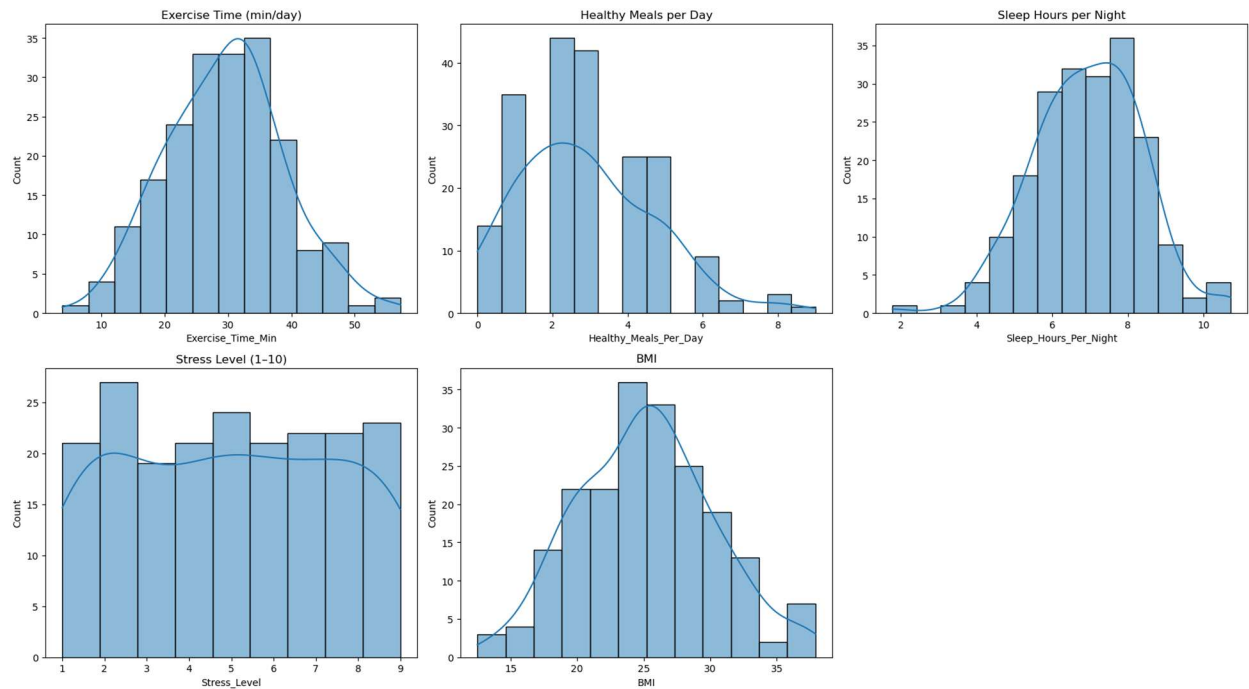 Exercise Time (min/day)
Count
35
30
25
20
15
10
5
0
10 20 30 40 50
Exercise_Time_Min
Healthy Meals per Day
Count
40
30
20
10
0
0 2 4 6 8
Healthy_Meals_Per_Day
Sleep Hours per Night
Count
35
30
25
20
15
10
5
0
2 4 6 8 10
Sleep_Hours_Per_Night
Stress Level (1–10)
Count
25
20
15
10
5
0
1 2 3 4 5 6 7 8 9
Stress_Level
BMI
Count
35
30
25
20
15
10
5
0
15 20 25 30 35
BMI